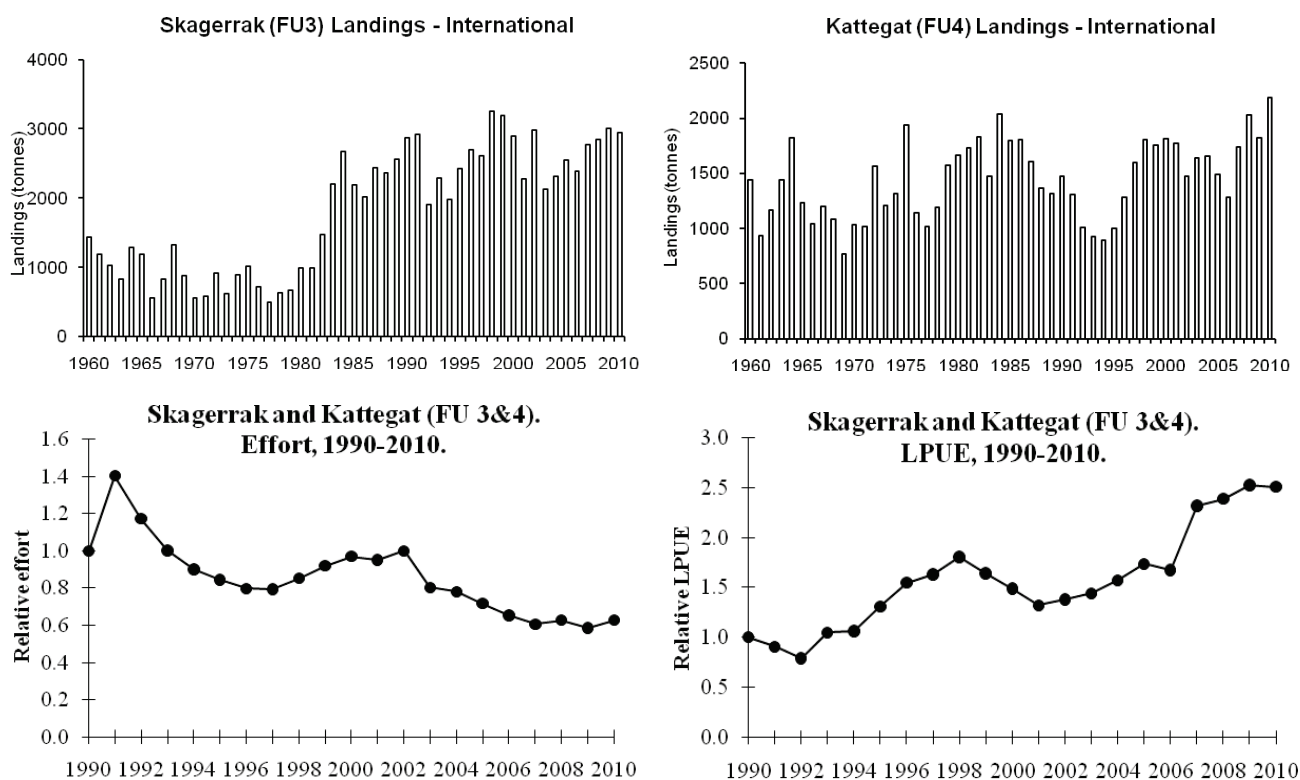 Skagerrak (FU3) Landings - International
Landings (tonnes)
4000
3000
2000
1000
0
1960 1965 1970 1975 1980 1985 1990 1995 2000 2005 2010
Kattegat (FU4) Landings - International
Landings (tonnes)
2500
2000
1500
1000
500
0
1960 1965 1970 1975 1980 1985 1990 1995 2000 2005 2010
Skagerrak and Kattegat (FU 3&4).
Effort, 1990-2010.
Relative effort
1.6
1.4
1.2
1.0
0.8
0.6
0.4
0.2
0.0
1990 1992 1994 1996 1998 2000 2002 2004 2006 2008 2010
Skagerrak and Kattegat (FU 3&4).
LPUE, 1990-2010.
Relative LPUE
3.0
2.5
2.0
1.5
1.0
0.5
0.0
1990 1992 1994 1996 1998 2000 2002 2004 2006 2008 2010